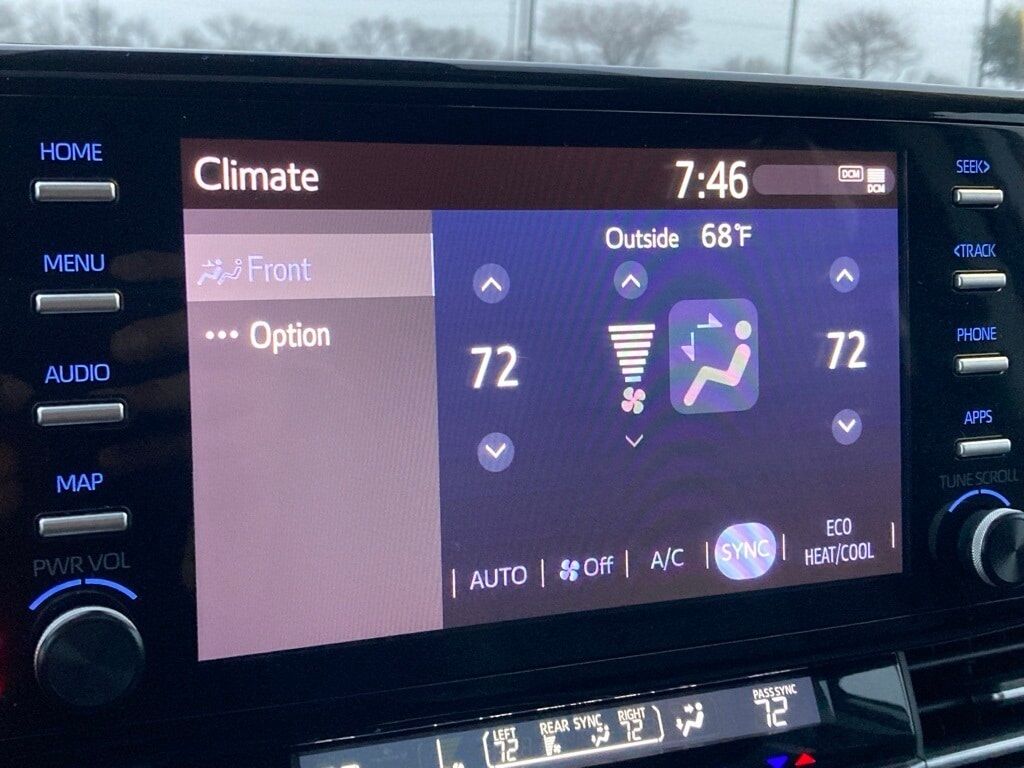 HOME
MENU
AUDIO
MAP
PWR VOL
Climate
7:46
DCM
DCM
Front
Option
Outside 68°F
72
72
AUTO
Off
A/C
SYNC
ECO
HEAT/COOL
SEEK>
<TRACK
PHONE
APPS
TUNE SCROLL
LEFT
72
REAR SYNC
RIGHT
72
PASS SYNC
72